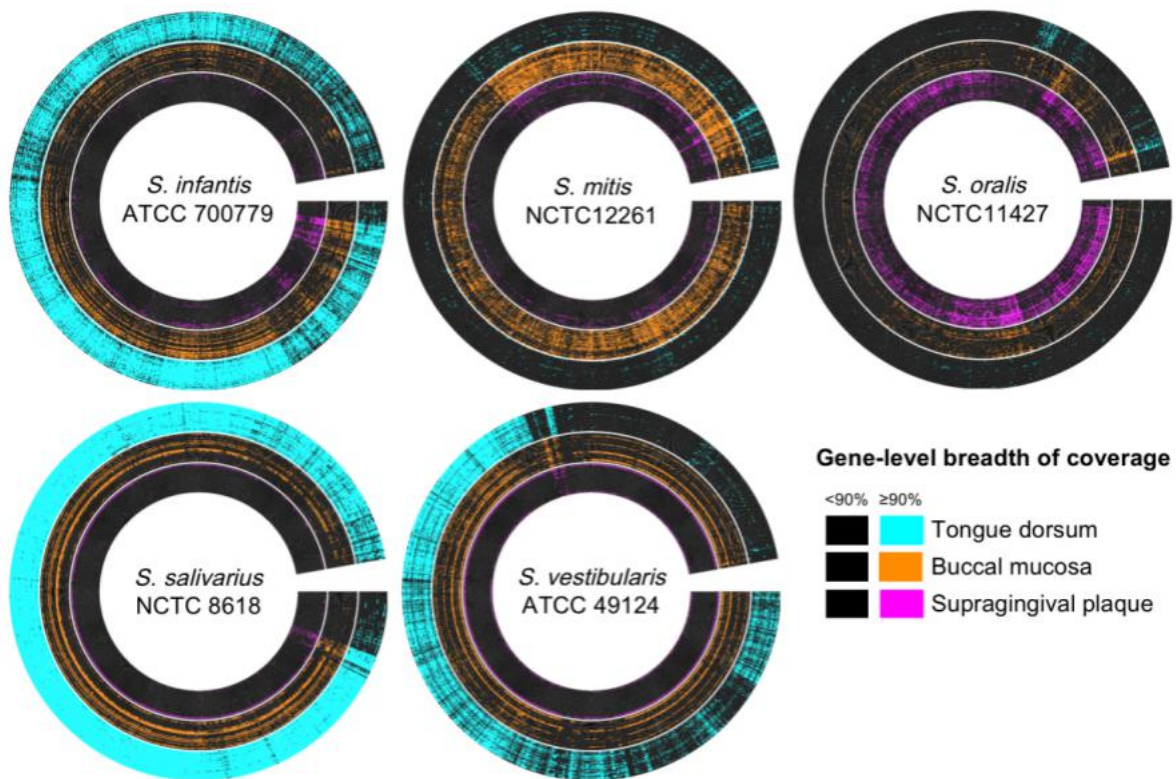 S. infantis
ATCC 700779
S. mitis
NCTC12261
S. oralis
NCTC11427
S. salivarius
NCTC 8618
S. vestibularis
ATCC 49124
Gene-level breadth of coverage
<90% ≥90%
Tongue dorsum
Buccal mucosa
Supragingival plaque